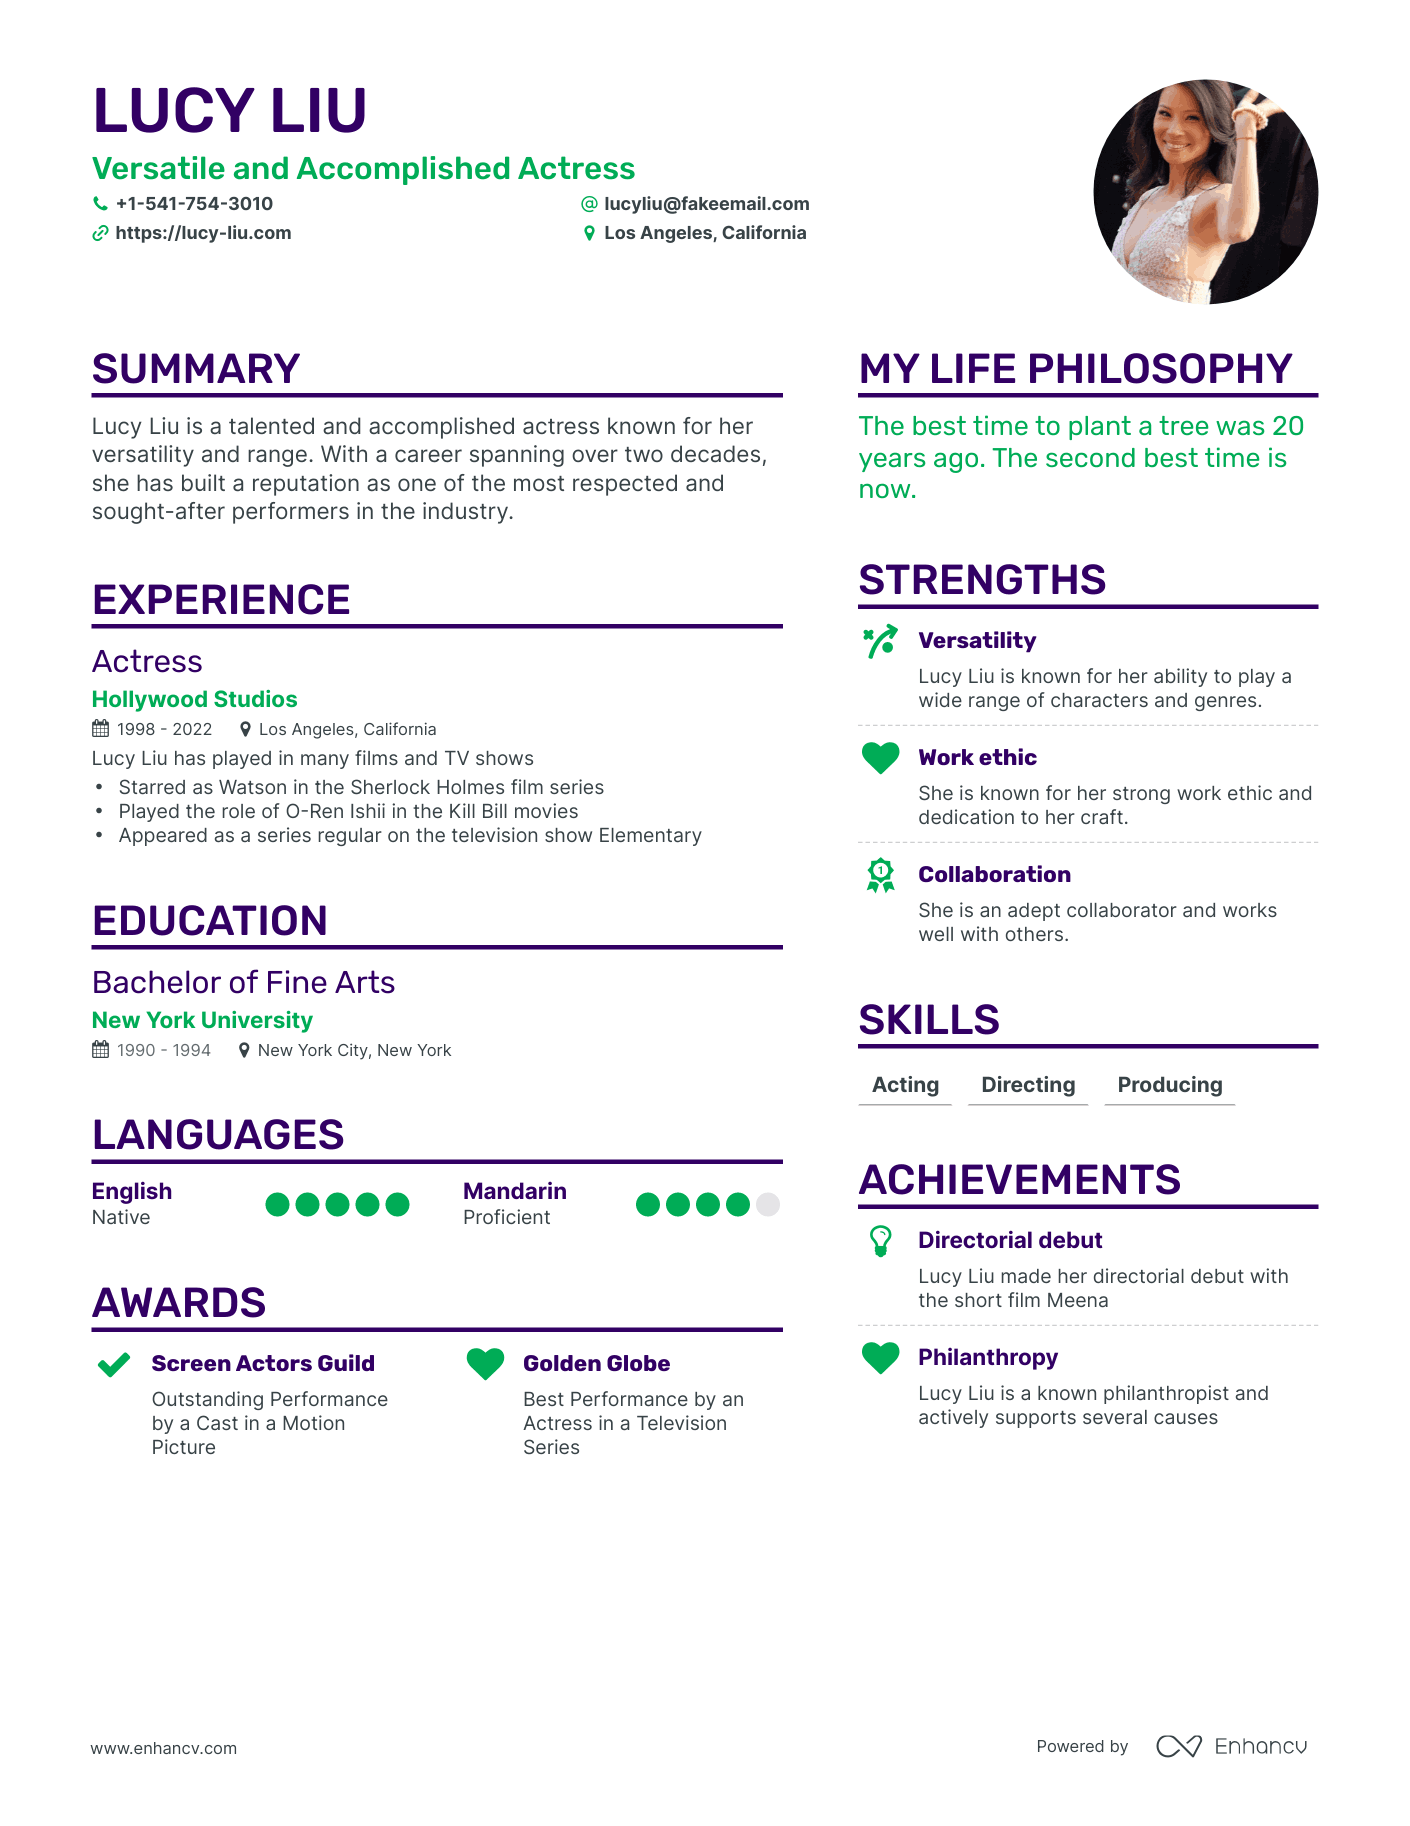 LUCY LIU
Versatile and Accomplished Actress
+1-541-754-3010
lucyliu@fakeemail.com
https://lucy-liu.com
Los Angeles, California
SUMMARY
Lucy Liu is a talented and accomplished actress known for her
versatility and range. With a career spanning over two decades,
she has built a reputation as one of the most respected and
sought-after performers in the industry.
EXPERIENCE
Actress
Hollywood Studios
1998 - 2022 Los Angeles, California
Lucy Liu has played in many films and TV shows
• Starred as Watson in the Sherlock Holmes film series
• Played the role of O-Ren Ishii in the Kill Bill movies
• Appeared as a series regular on the television show Elementary
EDUCATION
Bachelor of Fine Arts
New York University
1990 - 1994 New York City, New York
LANGUAGES
English
Native
Mandarin
Proficient
AWARDS
Screen Actors Guild
Outstanding Performance
by a Cast in a Motion
Picture
Golden Globe
Best Performance by an
Actress in a Television
Series
MY LIFE PHILOSOPHY
The best time to plant a tree was 20
years ago. The second best time is
now.
STRENGTHS
Versatility
Lucy Liu is known for her ability to play a
wide range of characters and genres.
Work ethic
She is known for her strong work ethic and
dedication to her craft.
1
Collaboration
She is an adept collaborator and works
well with others.
SKILLS
Acting Directing Producing
ACHIEVEMENTS
Directorial debut
Lucy Liu made her directorial debut with
the short film Meena
Philanthropy
Lucy Liu is a known philanthropist and
actively supports several causes
www.enhancv.com
Powered by Enhancv